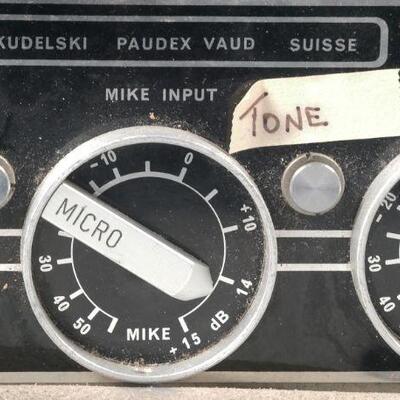 KUDELSKI PAUDEX VAUD SUISSE
MIKE INPUT
TONE
-10 0 +10
MICRO
30 40 50 MIKE +15 dB 14
-20
30
40
50